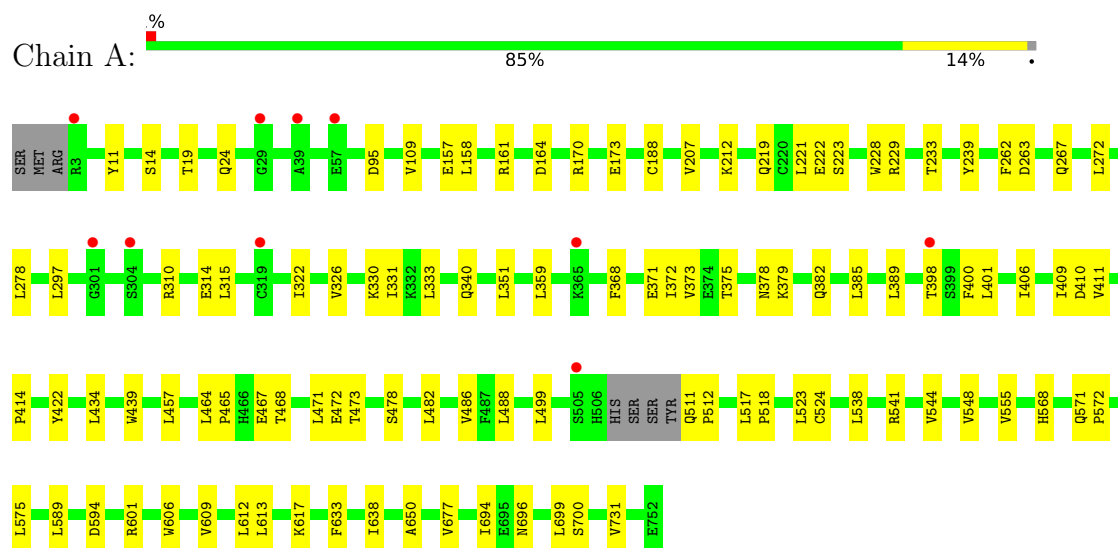 .%
Chain A:
85% 14% •
SER MET ARG R3 Y11 S14 T19 Q24 G29 A39 E57 D95 V109 E157 L158 R161 D164 R170 E173 C188 V207 K212 Q219 C220 L221 E222 S223 W228 R229 T233 Y239 F262 D263 Q267 L272
L278 L297 G301 S304 R310 E314 L315 C319 I322 V326 K330 I331 K332 L333 Q340 L351 L359 K365 F368 E371 I372 V373 E374 T375 N378 K379 Q382 L385 L389 T398 S399 F400 L401 I406 I409 D410 V411
P414 Y422 L434 W439 L457 L464 P465 H466 E467 T468 L471 E472 T473 S478 L482 V486 F487 L488 L499 S505 H506 HIS SER SER TYR Q511 P512 L517 P518 L523 C524 L538 R541 V544 V548 V555 H568 Q571 P572
L575 L589 D594 R601 W606 V609 L612 L613 K617 F633 I638 A650 V677 I694 E695 N696 L699 S700 V731 E752